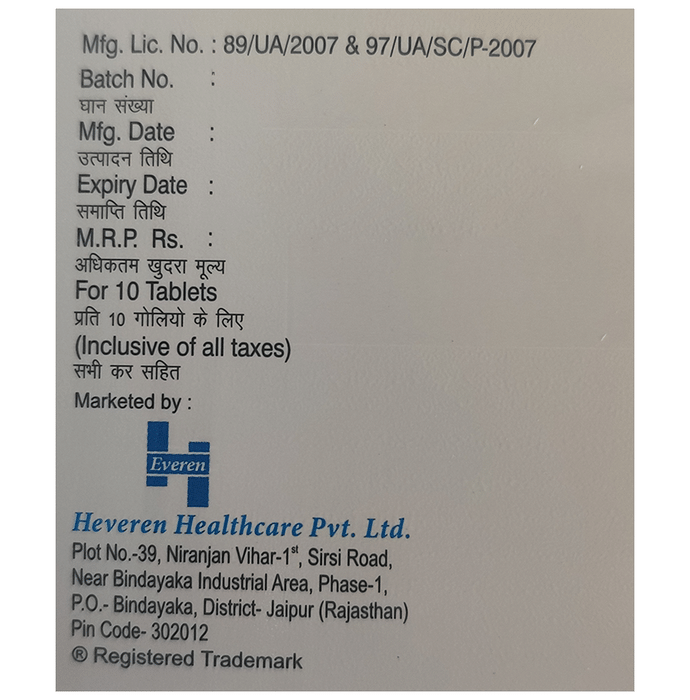 Mfg. Lic. No. : 89/UA/2007 & 97/UA/SC/P-2007
Batch No. :
घान संख्या
Mfg. Date :
उत्पादन तिथि
Expiry Date :
समाप्ति तिथि
M.R.P. Rs. :
अधिकतम खुदरा मूल्य
For 10 Tablets
प्रति 10 गोलियो के लिए
(Inclusive of all taxes)
सभी कर सहित
Marketed by :
Everen
Heveren Healthcare Pvt. Ltd.
Plot No.-39, Niranjan Vihar-1st, Sirsi Road,
Near Bindayaka Industrial Area, Phase-1,
P.O.- Bindayaka, District- Jaipur (Rajasthan)
Pin Code- 302012
® Registered Trademark